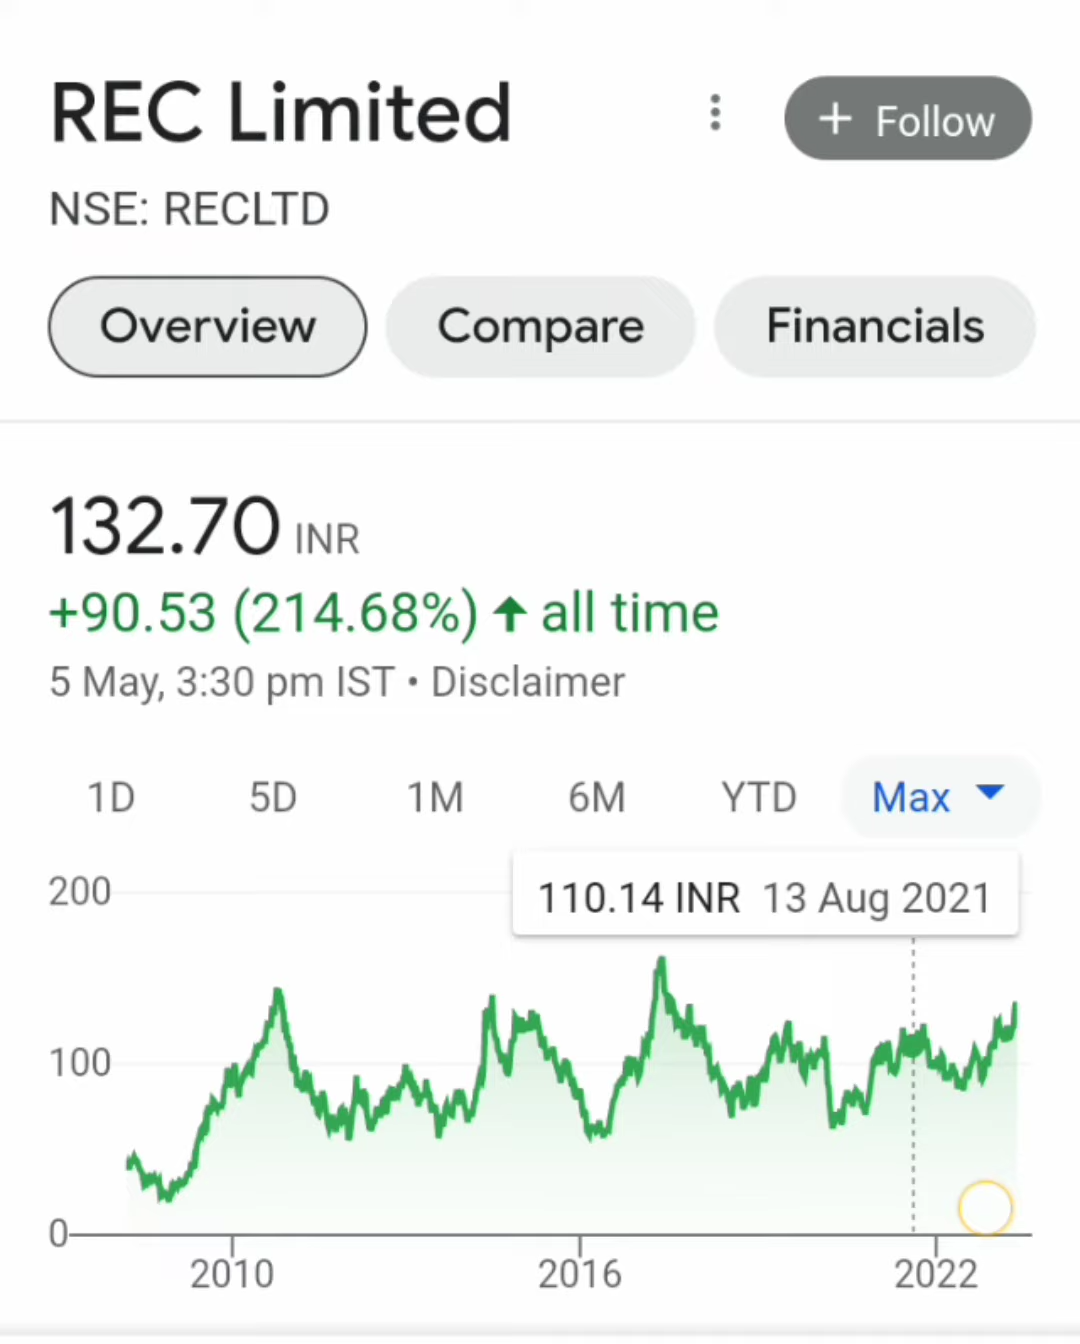 REC Limited
+ Follow
NSE: RECLTD
Overview Compare Financials
132.70 INR
+90.53 (214.68%) ↑ all time
5 May, 3:30 pm IST • Disclaimer
1D 5D 1M 6M YTD Max
200
110.14 INR 13 Aug 2021
100
0
2010 2016 2022